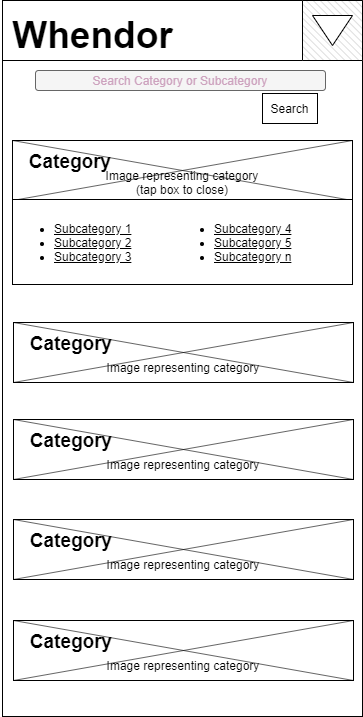 Whendor
Search Category or Subcategory
Search
Category
Image representing category
(tap box to close)
Subcategory 1
Subcategory 2
Subcategory 3
Subcategory 4
Subcategory 5
Subcategory n
Category
Image representing category
Category
Image representing category
Category
Image representing category
Category
Image representing category